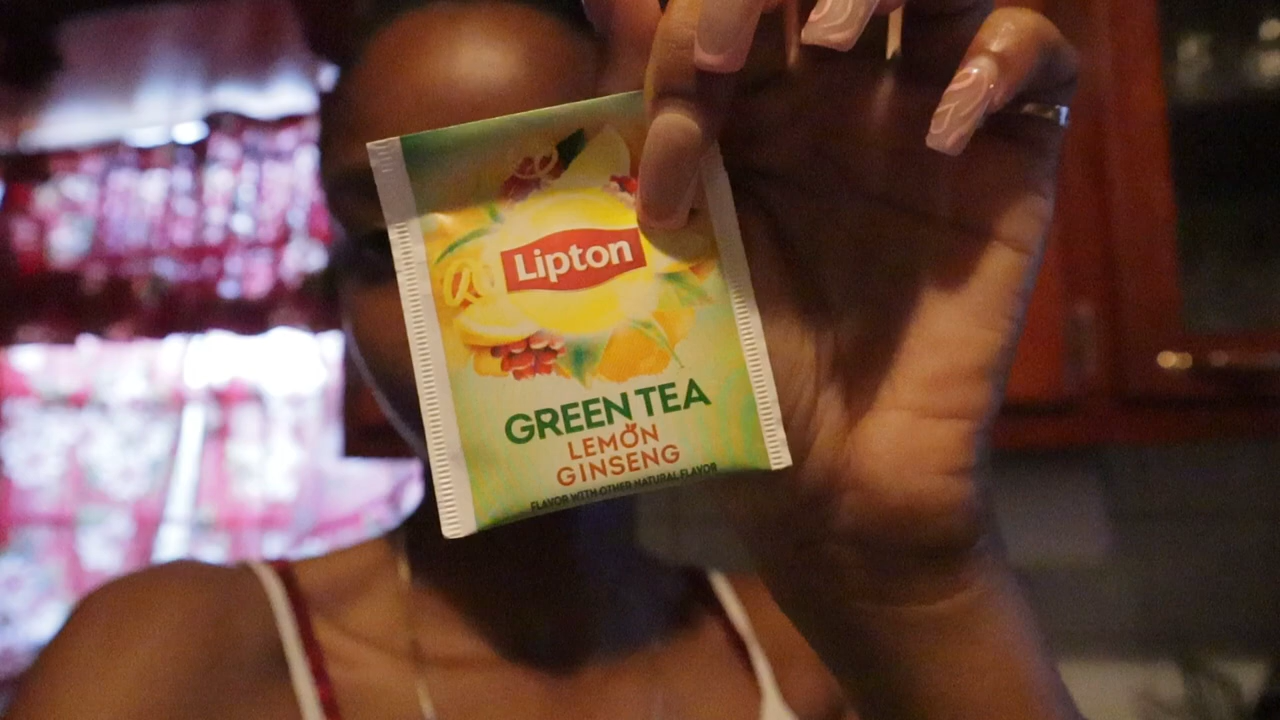 Lipton
GREEN TEA
LEMON
GINSENG
FLAVOR WITH OTHER NATURAL FLAVOR